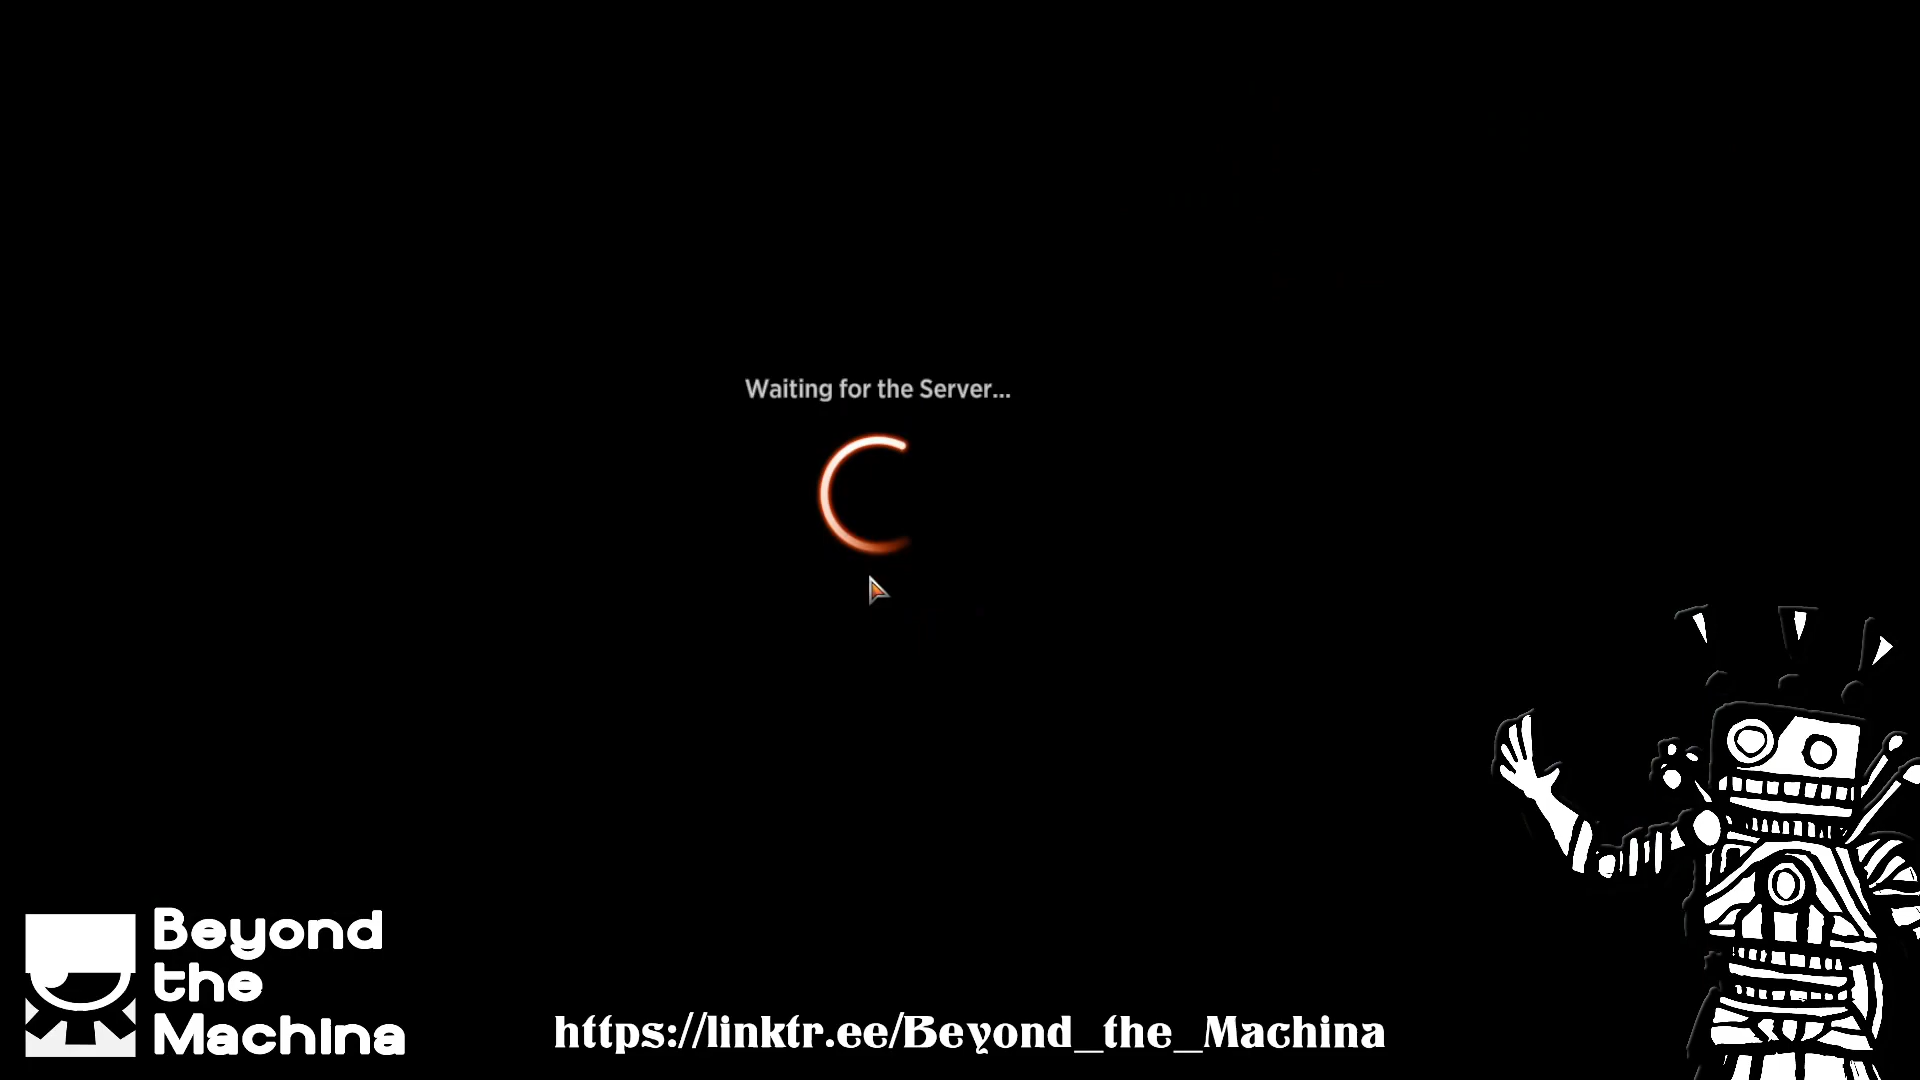 Waiting for the Server...
Beyond
the
Machina
https://linktr.ee/Beyond_the_Machina